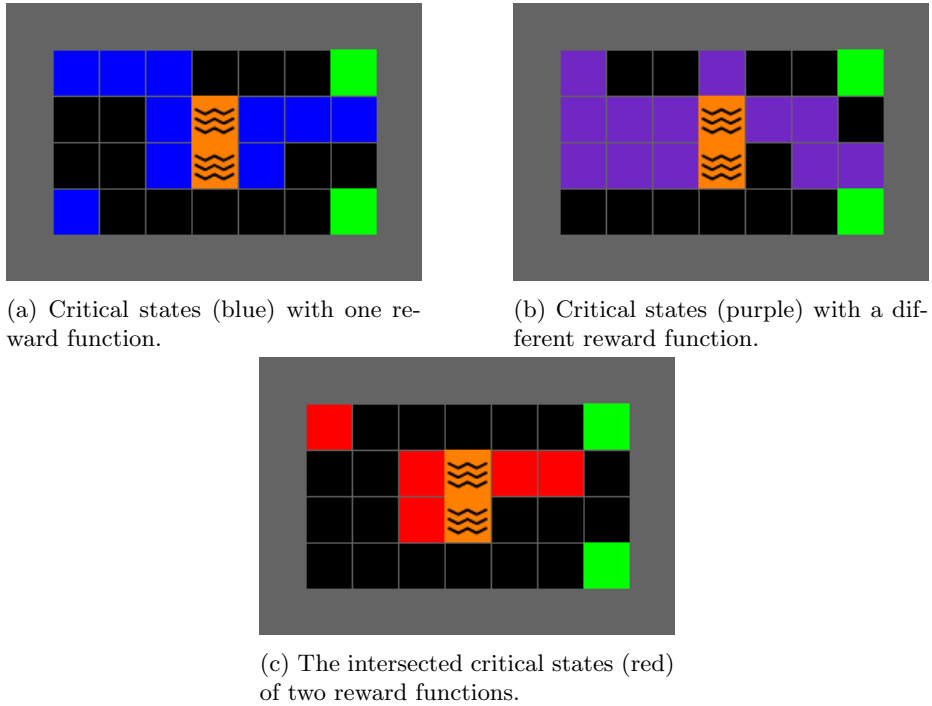 (a) Critical states (blue) with one re-
ward function.
(b) Critical states (purple) with a dif-
ferent reward function.
(c) The intersected critical states (red)
of two reward functions.